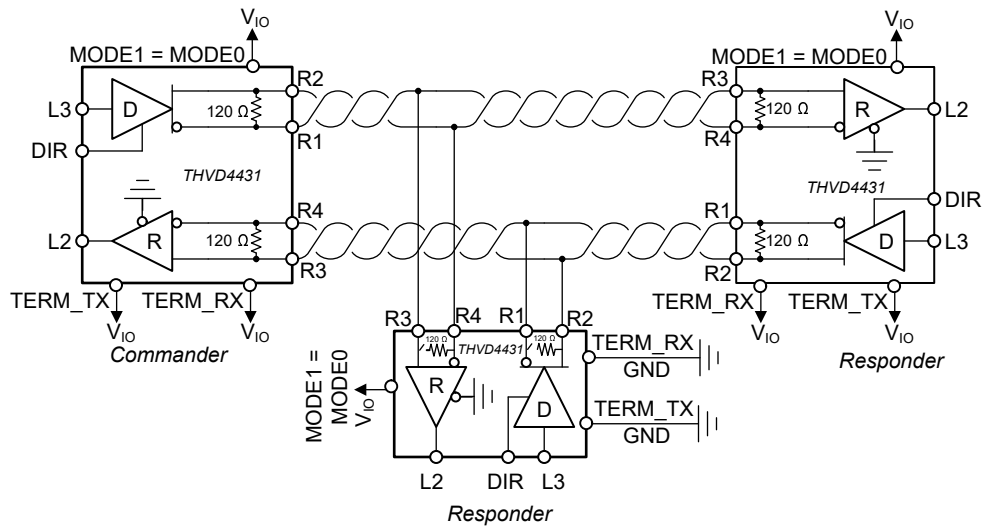 V_IO
MODE1 = MODE0
R2
L3
D
120 Ω
R1
DIR
THVD4431
R4
L2
R
120 Ω
R3
TERM_TX
TERM_RX
V_IO
V_IO
Commander
V_IO
MODE1 = MODE0
R3
120 Ω
R
L2
R4
THVD4431
DIR
R1
120 Ω
D
L3
R2
TERM_RX
TERM_TX
V_IO
V_IO
Responder
R3
R4
R1
R2
120 Ω
THVD4431
120 Ω
TERM_RX
GND
MODE1 =
MODE0
V_IO
R
D
TERM_TX
GND
L2
DIR
L3
Responder